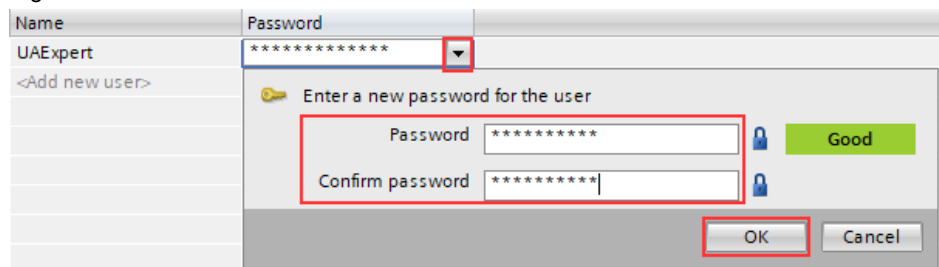 Name Password
UAExpert *************
<Add new user>
Enter a new password for the user
Password ********** Good
Confirm password **********
OK Cancel